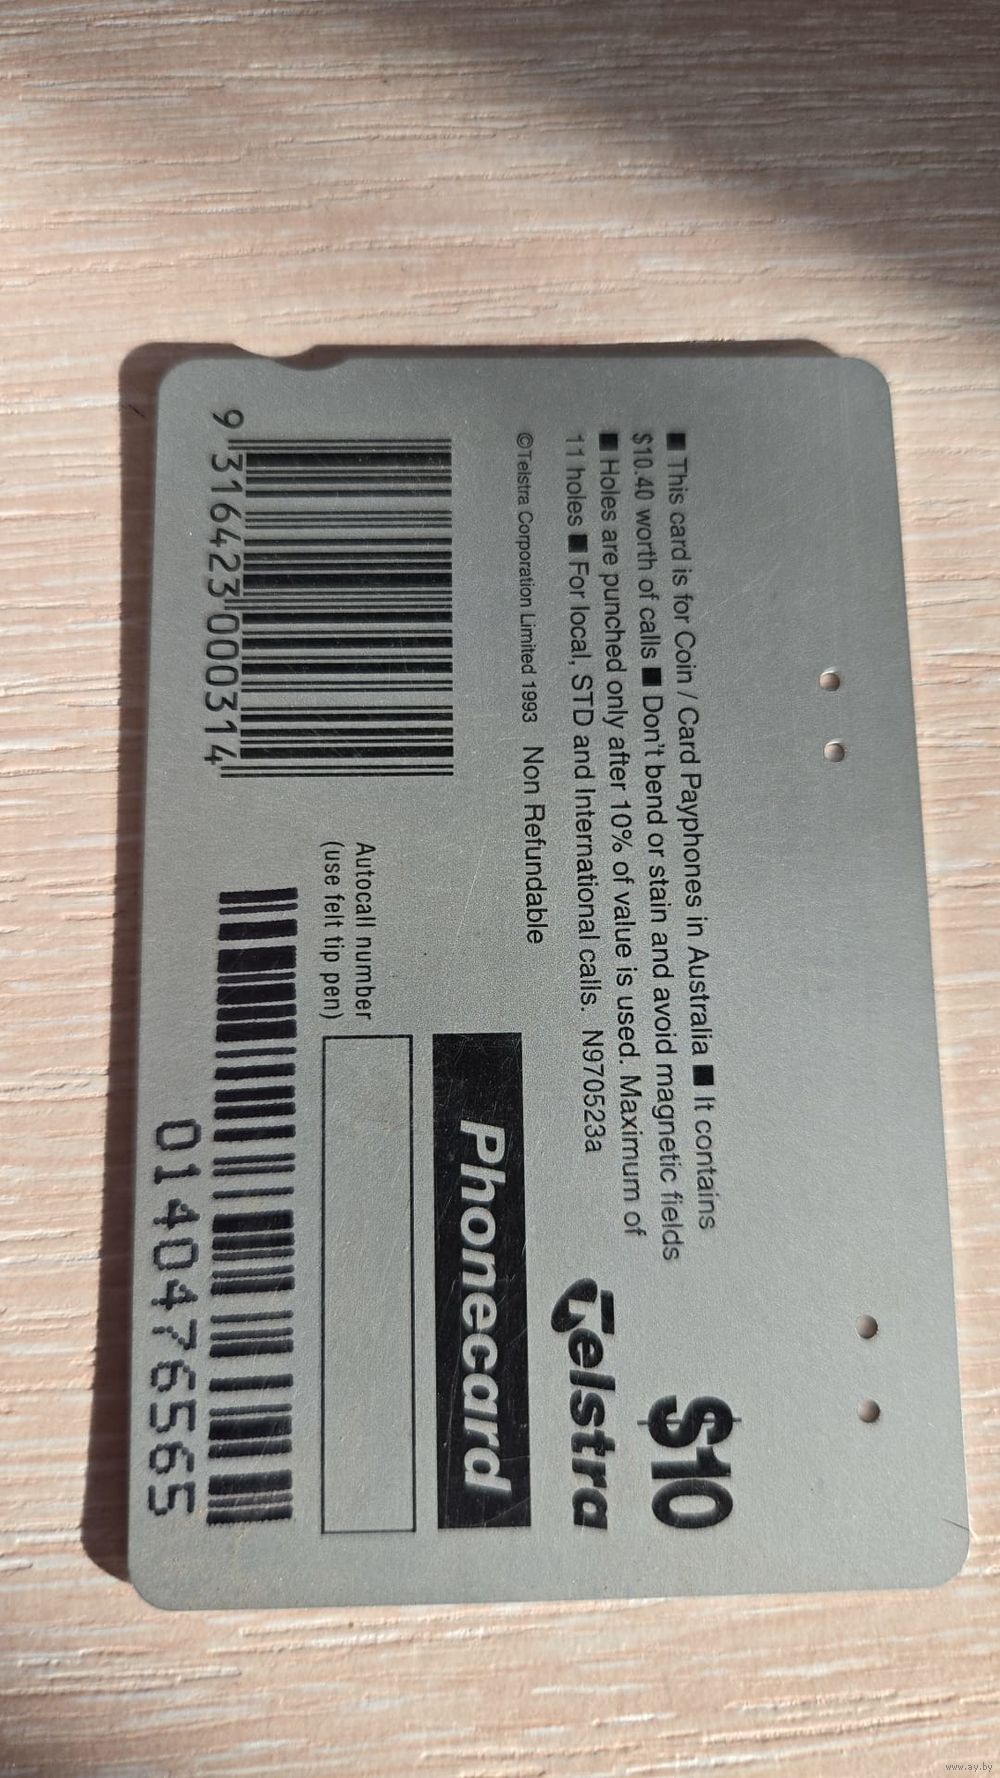 ■ This card is for Coin / Card Payphones in Australia ■ It contains
$10.40 worth of calls ■ Don't bend or stain and avoid magnetic fields
■ Holes are punched only after 10% of value is used. Maximum of
11 holes ■ For local, STD and International calls. N970523a
©Telstra Corporation Limited 1993 Non Refundable
$10
Telstra
Phonecard
Autocall number
(use felt tip pen)
9 316423 000314
0140476565
www.ay.by